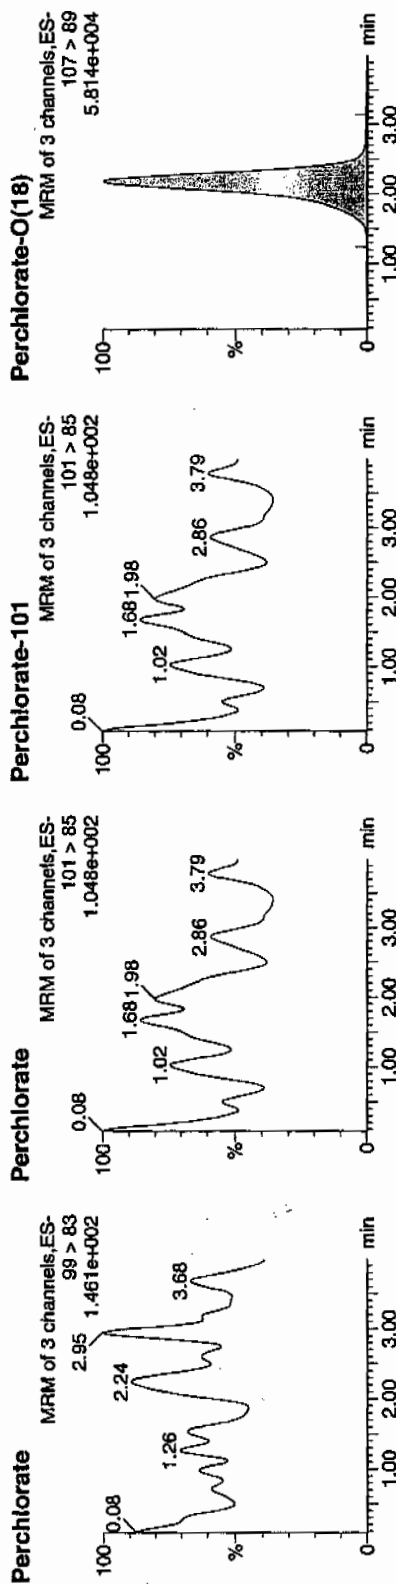 Perchlorate
MRM of 3 channels,ES-
99 > 83
1.461e+002
100
0.08
1.26
2.24
2.95
3.68
%
0
1.00
2.00
3.00
min
Perchlorate
MRM of 3 channels,ES-
101 > 85
1.048e+002
100
0.08
1.02
1.68
1.98
2.86
3.79
%
0
1.00
2.00
3.00
min
Perchlorate-101
MRM of 3 channels,ES-
101 > 85
1.048e+002
100
0.08
1.02
1.68
1.98
2.86
3.79
%
0
1.00
2.00
3.00
min
Perchlorate-O(18)
MRM of 3 channels,ES-
107 > 89
5.814e+004
100
%
0
1.00
2.00
3.00
min